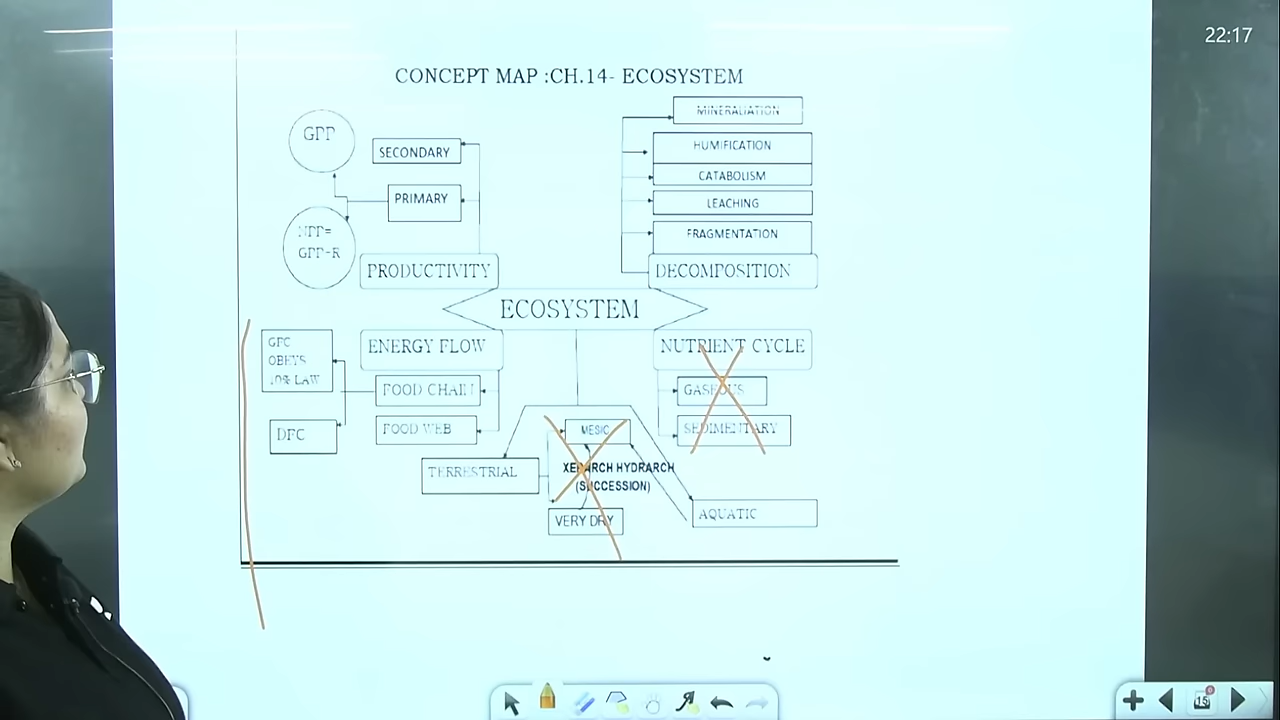 22:17
CONCEPT MAP :CH.14- ECOSYSTEM
GPP
SECONDARY
PRIMARY
NPP=
GPP-R
PRODUCTIVITY
MINERALIATION
HUMIFICATION
CATABOLISM
LEACHING
FRAGMENTATION
DECOMPOSITION
ECOSYSTEM
GFC
OBEYS
10% LAW
DFC
ENERGY FLOW
FOOD CHAIN
FOOD WEB
NUTRIENT CYCLE
GASEOUS
SEDIMENTARY
TERRESTRIAL
MESIC
XERARCH HYDRARCH
(SUCCESSION)
VERY DRY
AQUATIC
15